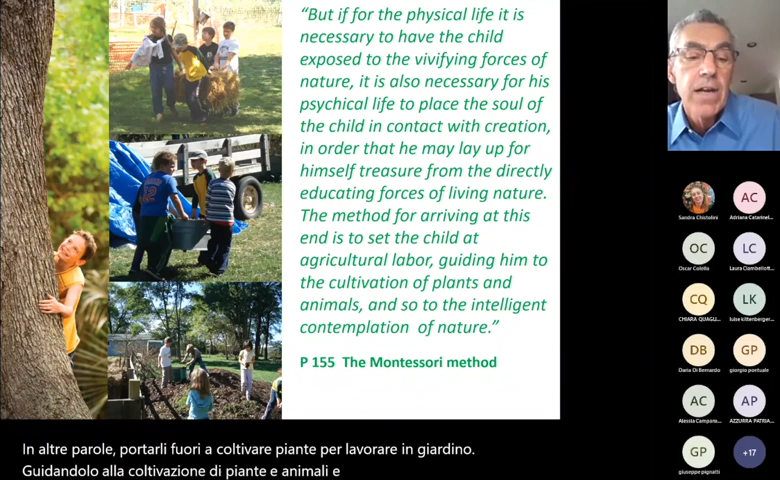 “But if for the physical life it is
necessary to have the child
exposed to the vivifying forces of
nature, it is also necessary for his
psychical life to place the soul of
the child in contact with creation,
in order that he may lay up for
himself treasure from the directly
educating forces of living nature.
The method for arriving at this
end is to set the child at
agricultural labor, guiding him to
the cultivation of plants and
animals, and so to the intelligent
contemplation of nature.”
P 155 The Montessori method
AC
Sandra Chistolini
Adriana Catarinel...
OC
LC
Oscar Colella
Laura Ciambellott...
CQ
LK
CHIARA QUAGLI...
luise kittenberger...
DB
GP
Daria Di Bernardo
giorgio pontuale
AC
AP
Alessia Campana...
AZZURRA PATRIA...
GP
+17
giuseppe pignatti
In altre parole, portarli fuori a coltivare piante per lavorare in giardino.
Guidandolo alla coltivazione di piante e animali e